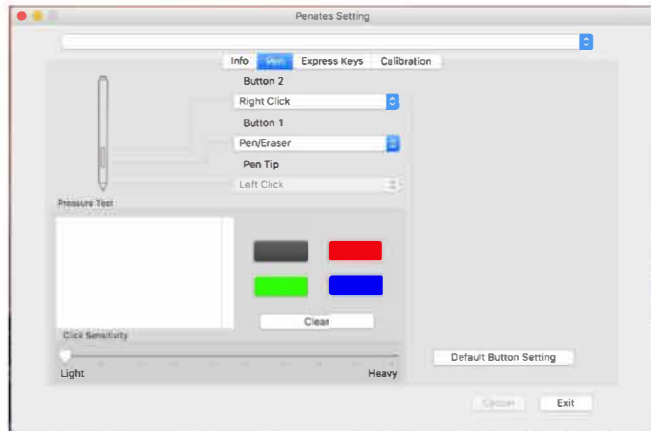 Penates Setting
Info Pen Express Keys Calibration
Button 2
Right Click
Button 1
Pen/Eraser
Pen Tip
Left Click
Pressure Test
Clear
Click Sensitivity
Light Heavy
Default Button Setting
Cancel Exit